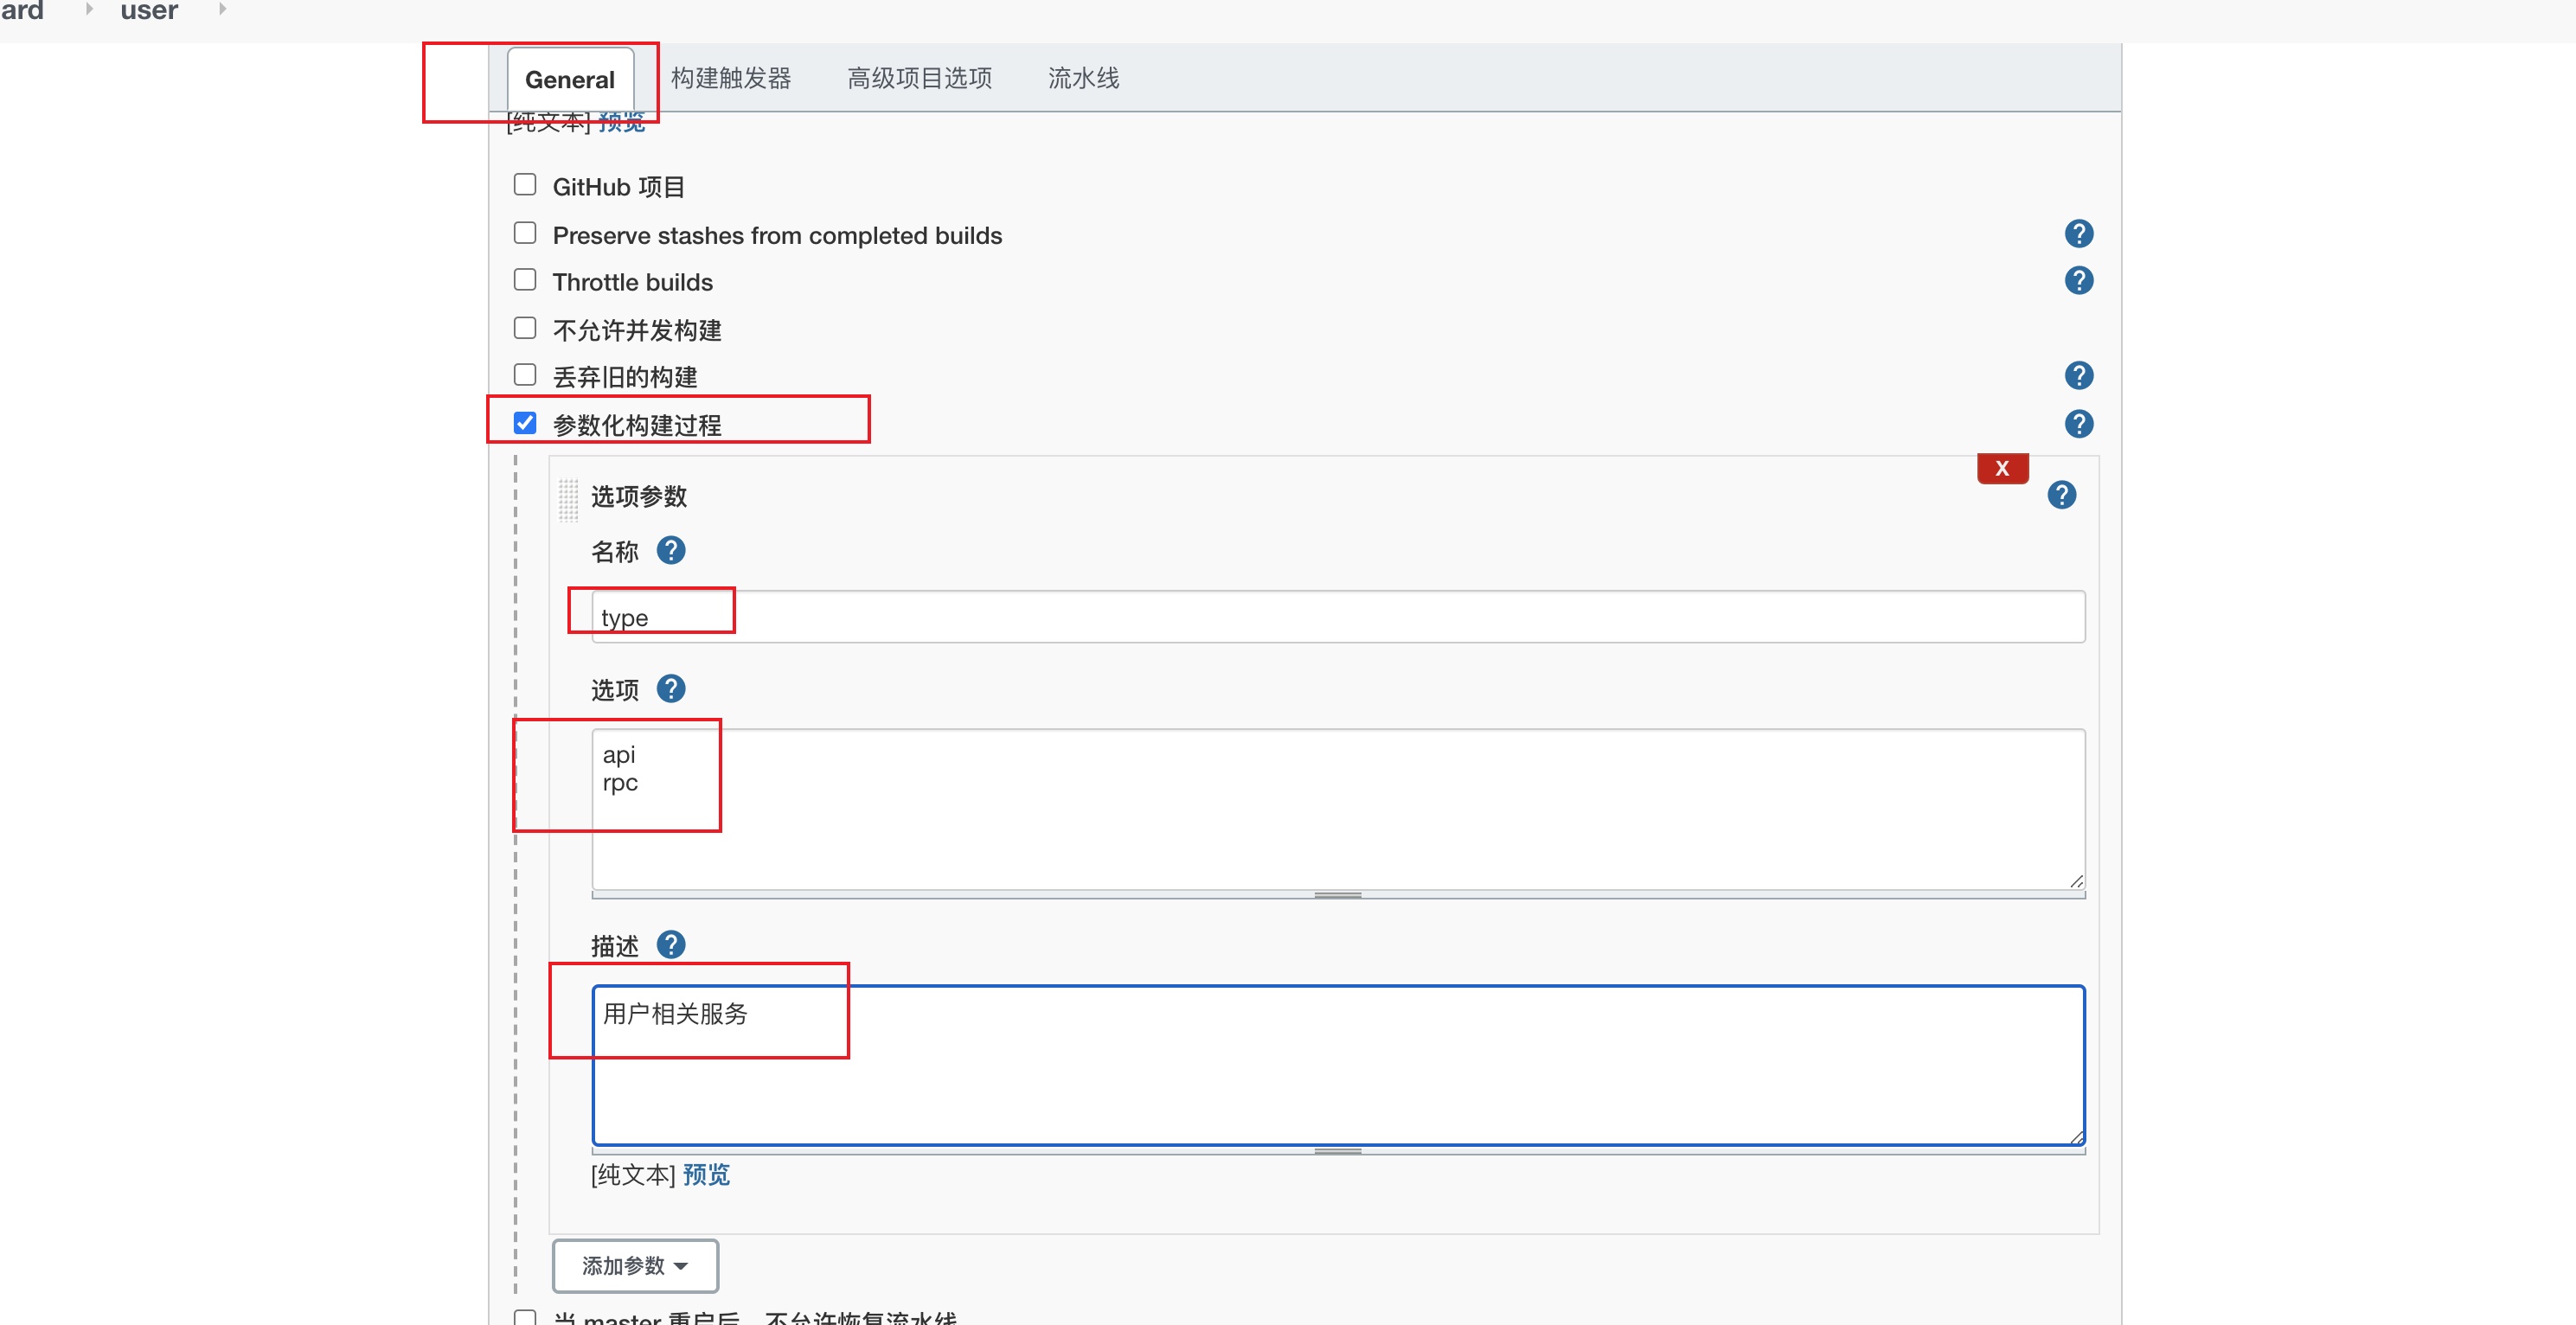 ard user
General 构建触发器 高级项目选项 流水线
[纯文本] 预览
GitHub 项目
Preserve stashes from completed builds
Throttle builds
不允许并发构建
丢弃旧的构建
参数化构建过程
X
选项参数
名称
type
选项
api
rpc
描述
用户相关服务
[纯文本] 预览
添加参数
当 master 重启后，不允许恢复流水线